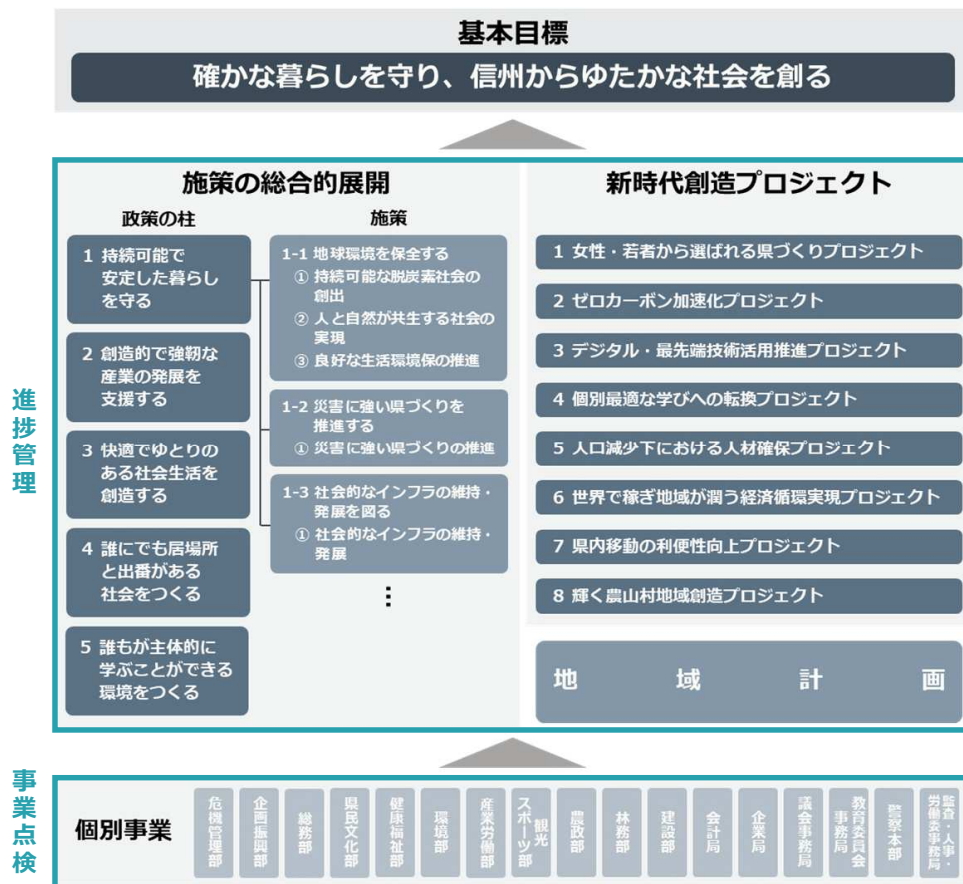 基本目標
確かな暮らしを守り、信州からゆたかな社会を創る
進捗管理
施策の総合的展開
政策の柱
1 持続可能で
安定した暮らし
を守る
2 創造的で強靭な
産業の発展を
支援する
3 快適でゆとりの
ある社会生活を
創造する
4 誰にでも居場所
と出番がある
社会をつくる
5 誰もが主体的に
学ぶことができる
環境をつくる
施策
1-1 地球環境を保全する
① 持続可能な脱炭素社会の
創出
② 人と自然が共生する社会の
実現
③ 良好な生活環境保の推進
1-2 災害に強い県づくりを
推進する
① 災害に強い県づくりの推進
1-3 社会的なインフラの維持・
発展を図る
① 社会的なインフラの維持・
発展
⋮
新時代創造プロジェクト
1 女性・若者から選ばれる県づくりプロジェクト
2 ゼロカーボン加速化プロジェクト
3 デジタル・最先端技術活用推進プロジェクト
4 個別最適な学びへの転換プロジェクト
5 人口減少下における人材確保プロジェクト
6 世界で稼ぎ地域が潤う経済循環実現プロジェクト
7 県内移動の利便性向上プロジェクト
8 輝く農山村地域創造プロジェクト
地域計画
事業点検
個別事業
危機管理部
企画振興部
総務部
県民文化部
健康福祉部
環境部
産業労働部
観光
スポーツ部
農政部
林務部
建設部
会計局
企業局
議会事務局
教育委員会
事務局
警察本部
監査・人事・
労働委事務局